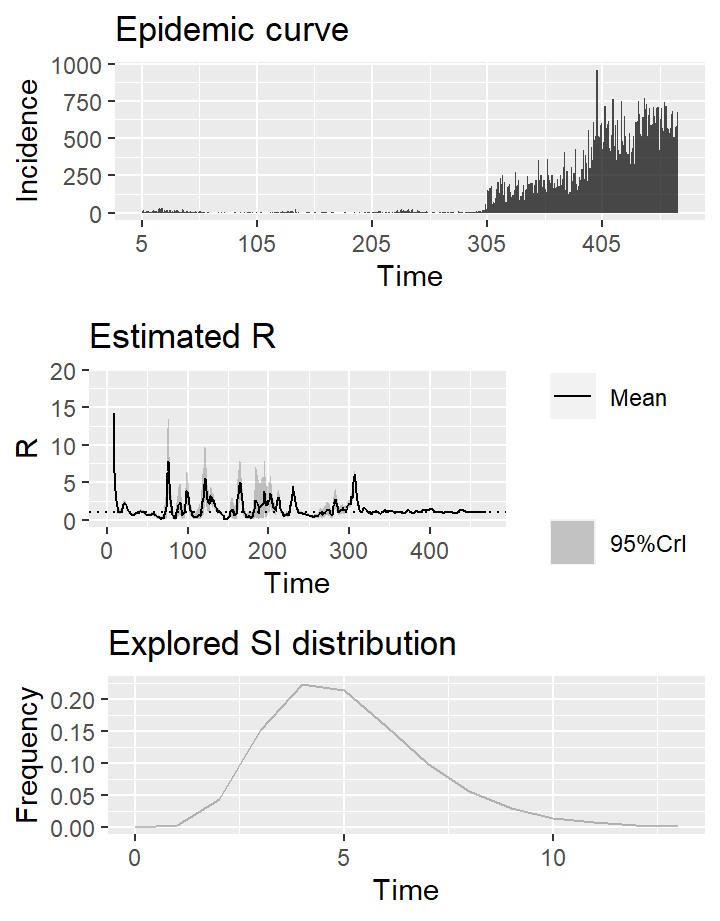 Epidemic curve
1000
750
500
250
0
Incidence
5 105 205 305 405
Time
Estimated R
20
15
10
5
0
R
0 100 200 300 400
Time
Mean
95%CrI
Explored SI distribution
0.20
0.15
0.10
0.05
0.00
Frequency
0 5 10
Time